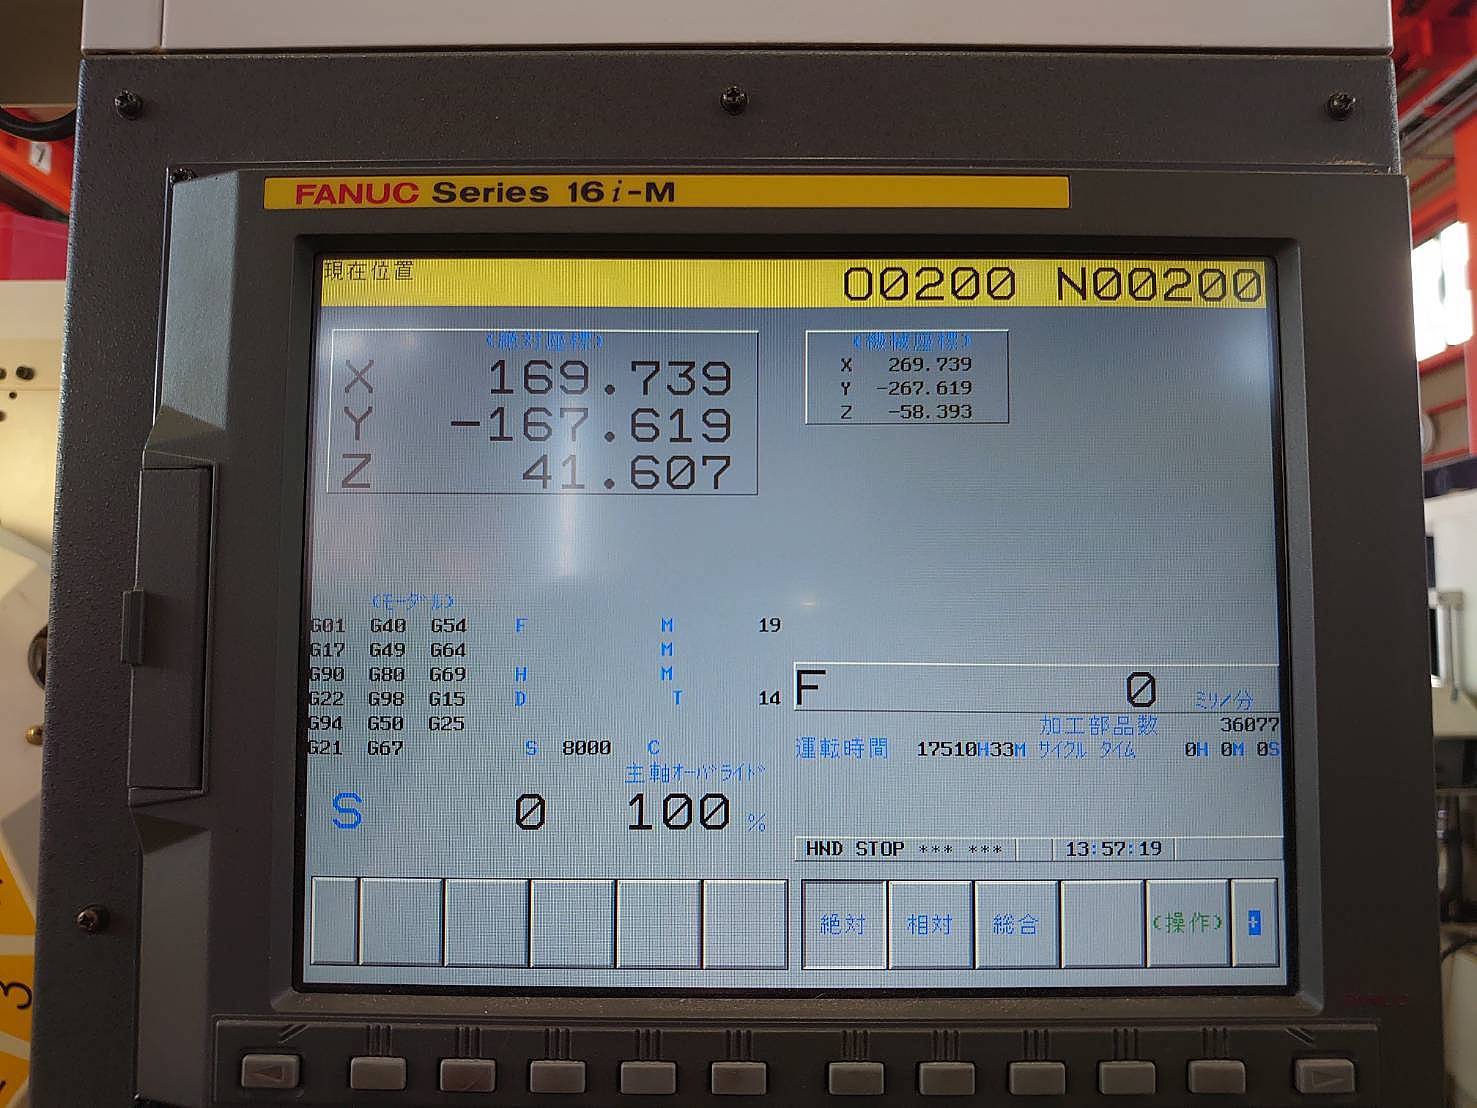 FANUC Series 16i-M
現在位置 O0200 N00200
(絶対座標)
X 169.739
Y -167.619
Z 41.607
(機械座標)
X 269.739
Y -267.619
Z -58.393
(モーダル)
G01 G40 G54 F M 19
G17 G49 G64 M
G90 G80 G69 H M
G22 G98 G15 D T 14
G94 G50 G25
G21 G67 S 8000 C
主軸オーバライド
S 0 100 %
F 0 ミリ/分
加工部品数 36077
運転時間 17510H33M サイクル タイム 0H 0M 0S
HND STOP *** *** 13:57:19
絶対 相対 総合 (操作) +
3